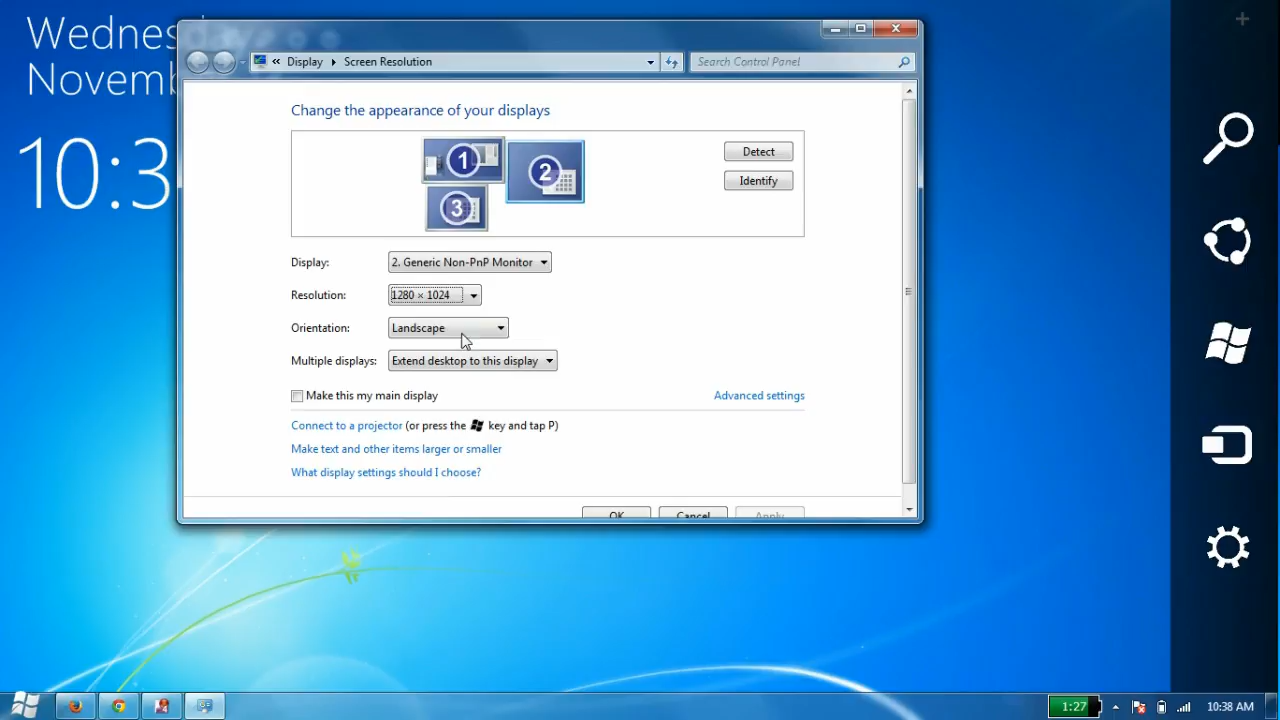 Wednes
Novemb
10:3
Display
Screen Resolution
Search Control Panel
Change the appearance of your displays
1
2
3
Detect
Identify
Display:
2. Generic Non-PnP Monitor
Resolution:
1280 × 1024
Orientation:
Landscape
Multiple displays:
Extend desktop to this display
Make this my main display
Advanced settings
Connect to a projector (or press the key and tap P)
Make text and other items larger or smaller
What display settings should I choose?
OK
Cancel
Apply
1:27
10:38 AM